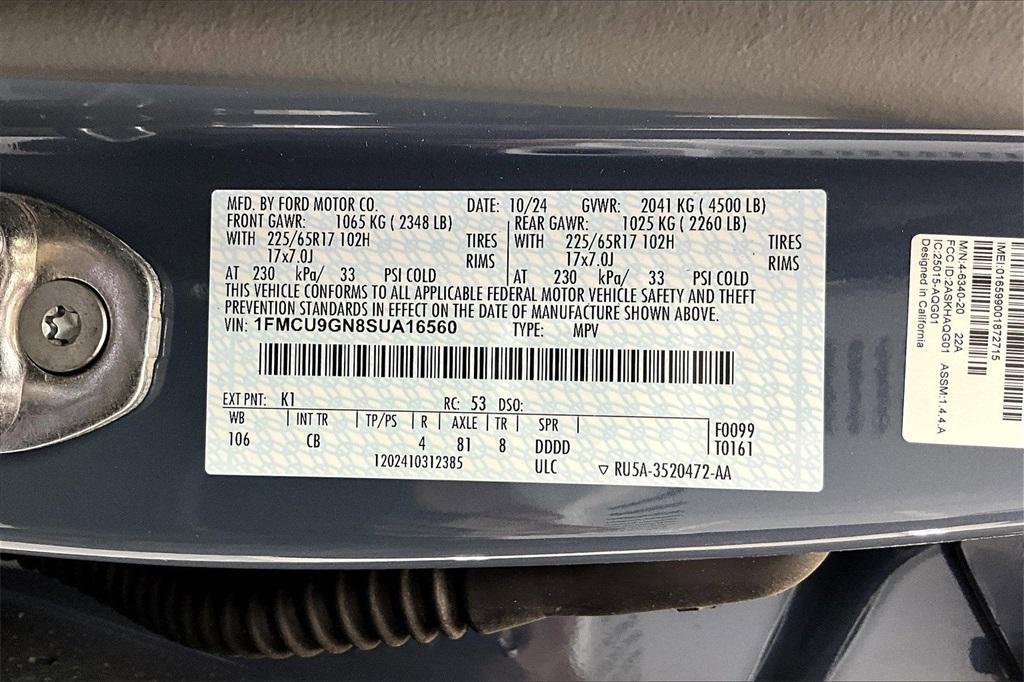 MFD. BY FORD MOTOR CO. DATE: 10/24 GVWR: 2041 KG ( 4500 LB)
FRONT GAWR: 1065 KG ( 2348 LB) REAR GAWR: 1025 KG ( 2260 LB)
WITH 225/65R17 102H TIRES WITH 225/65R17 102H TIRES
17x7.0J RIMS 17x7.0J RIMS
AT 230 kPa/ 33 PSI COLD AT 230 kPa/ 33 PSI COLD
THIS VEHICLE CONFORMS TO ALL APPLICABLE FEDERAL MOTOR VEHICLE SAFETY AND THEFT
PREVENTION STANDARDS IN EFFECT ON THE DATE OF MANUFACTURE SHOWN ABOVE.
VIN: 1FMCU9GN8SUA16560 TYPE: MPV
EXT PNT: K1 RC: 53 DSO:
WB | INT TR | TP/PS | R | AXLE | TR | SPR |
106 CB 4 81 8 DDDD
F0099
T0161
1202410312385 ULC ▽ RU5A-3520472-AA
IMEI:016599001872715
M/N:4-6340-20 22A
FCC ID:2ASKHAQG01 ASSM:1.4.4.A
IC:25015-AQG01
Designed in California